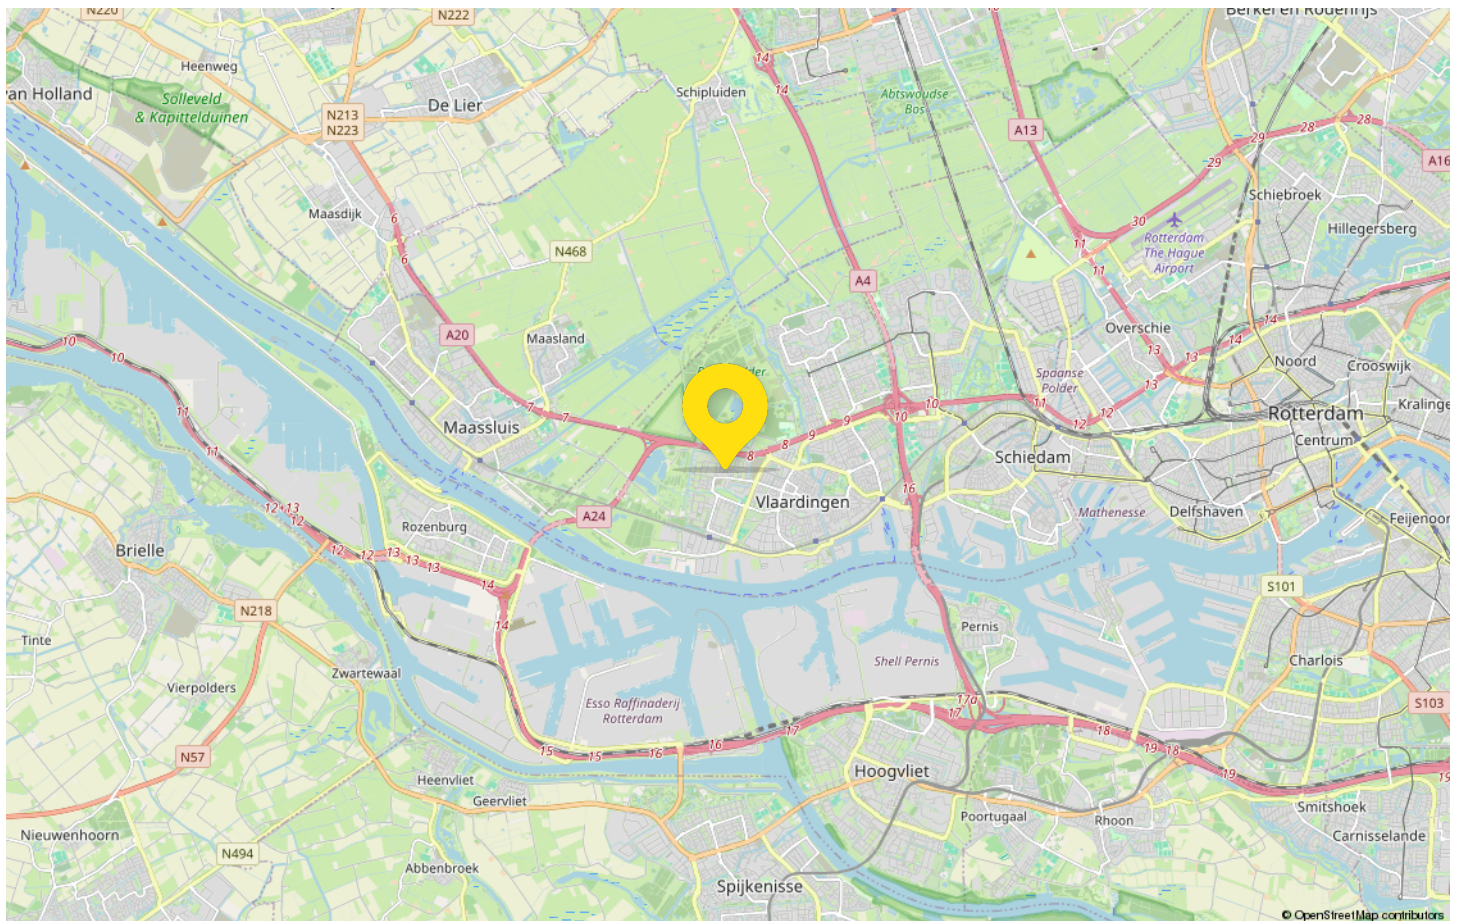 N220
N222
Berkel en Rodenrijs
Heenweg
14
van Holland
Solleveld
& Kapittelduinen
De Lier
Schipluiden
14
Abtswoudse
Bos
N213
N223
A13
28
28
29
A16
Maasdijk
6
6
N468
30
Schiebroek
Hillegersberg
11
Rotterdam
The Hague
Airport
11
A4
A20
Maasland
Overschie
14
10
10
13
13
14
13
Noord
Crooswijk
Spaanse
Polder
11
7
7
8
8
9
9
10
10
11
12
12
13
Rotterdam
Kralinge
Centrum
Maassluis
11
Schiedam
16
Vlaardingen
12+13
12
A24
Rozenburg
Mathenesse
Delfshaven
Feijenoor
Brielle
12
12
13
13
14
S101
N218
14
Tinte
Pernis
Shell Pernis
Charlois
Zwartewaal
Vierpolders
Esso Raffinaderij
Rotterdam
17a
17
S103
17
18
16
16
15
15
N57
19
18
19
19
Heenvliet
Geervliet
Hoogvliet
Poortugaal
Rhoon
Smitshoek
Carnisselande
Nieuwenhoorn
N494
Abbenbroek
Spijkenisse
© OpenStreetMap contributors